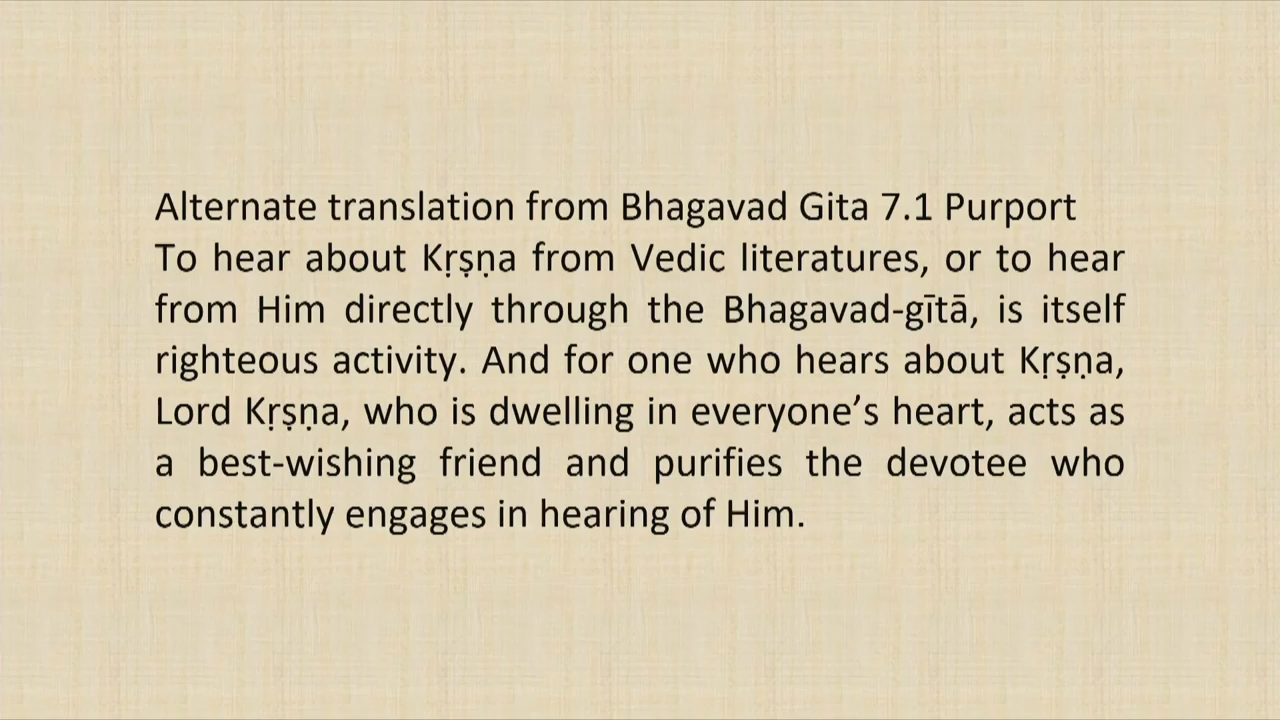 Alternate translation from Bhagavad Gita 7.1 Purport
To hear about Kṛṣṇa from Vedic literatures, or to hear
from Him directly through the Bhagavad-gītā, is itself
righteous activity. And for one who hears about Kṛṣṇa,
Lord Kṛṣṇa, who is dwelling in everyone’s heart, acts as
a best-wishing friend and purifies the devotee who
constantly engages in hearing of Him.